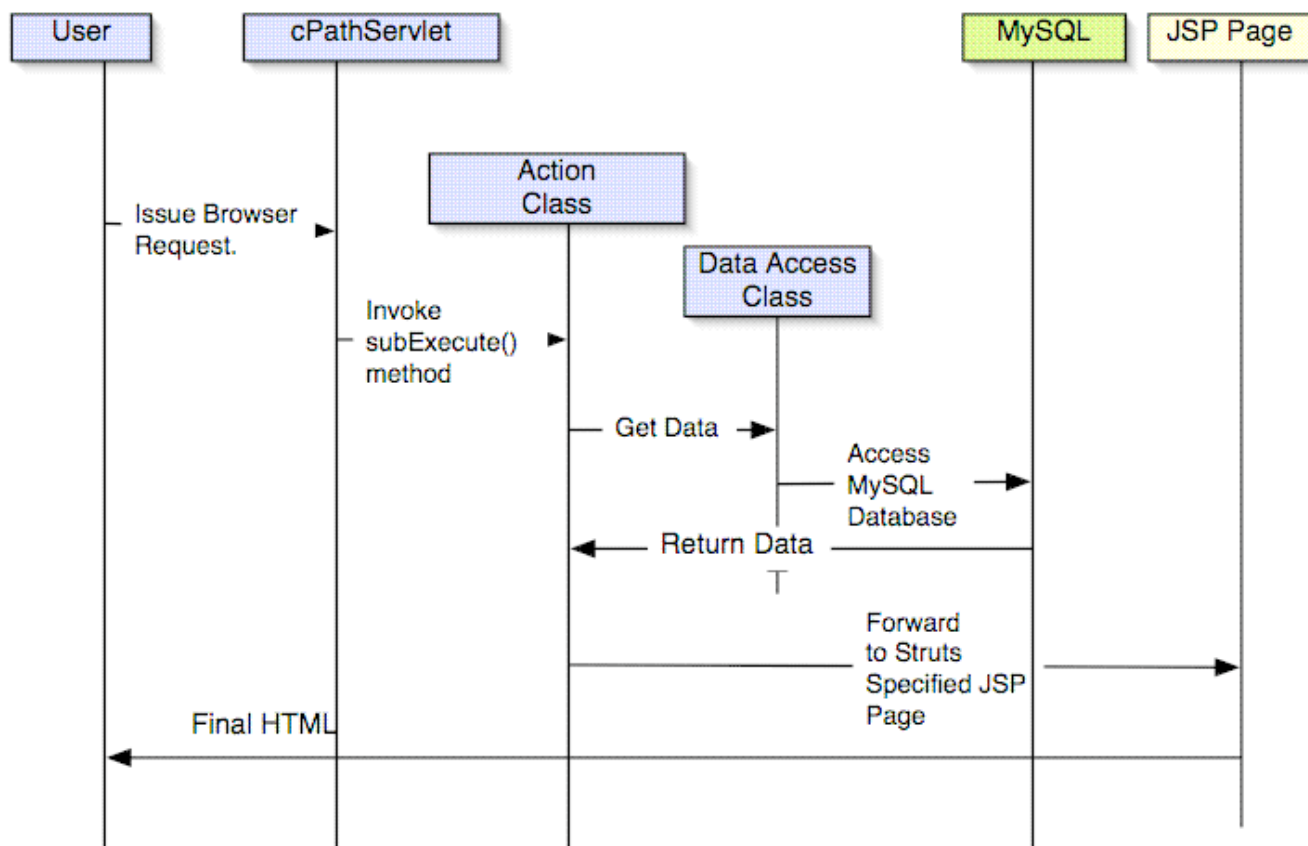 User
cPathServlet
MySQL
JSP Page
Action
Class
Issue Browser
Request.
Data Access
Class
Invoke
subExecute()
method
Get Data
Access
MySQL
Database
Return Data
Forward
to Struts
Specified JSP
Page
Final HTML